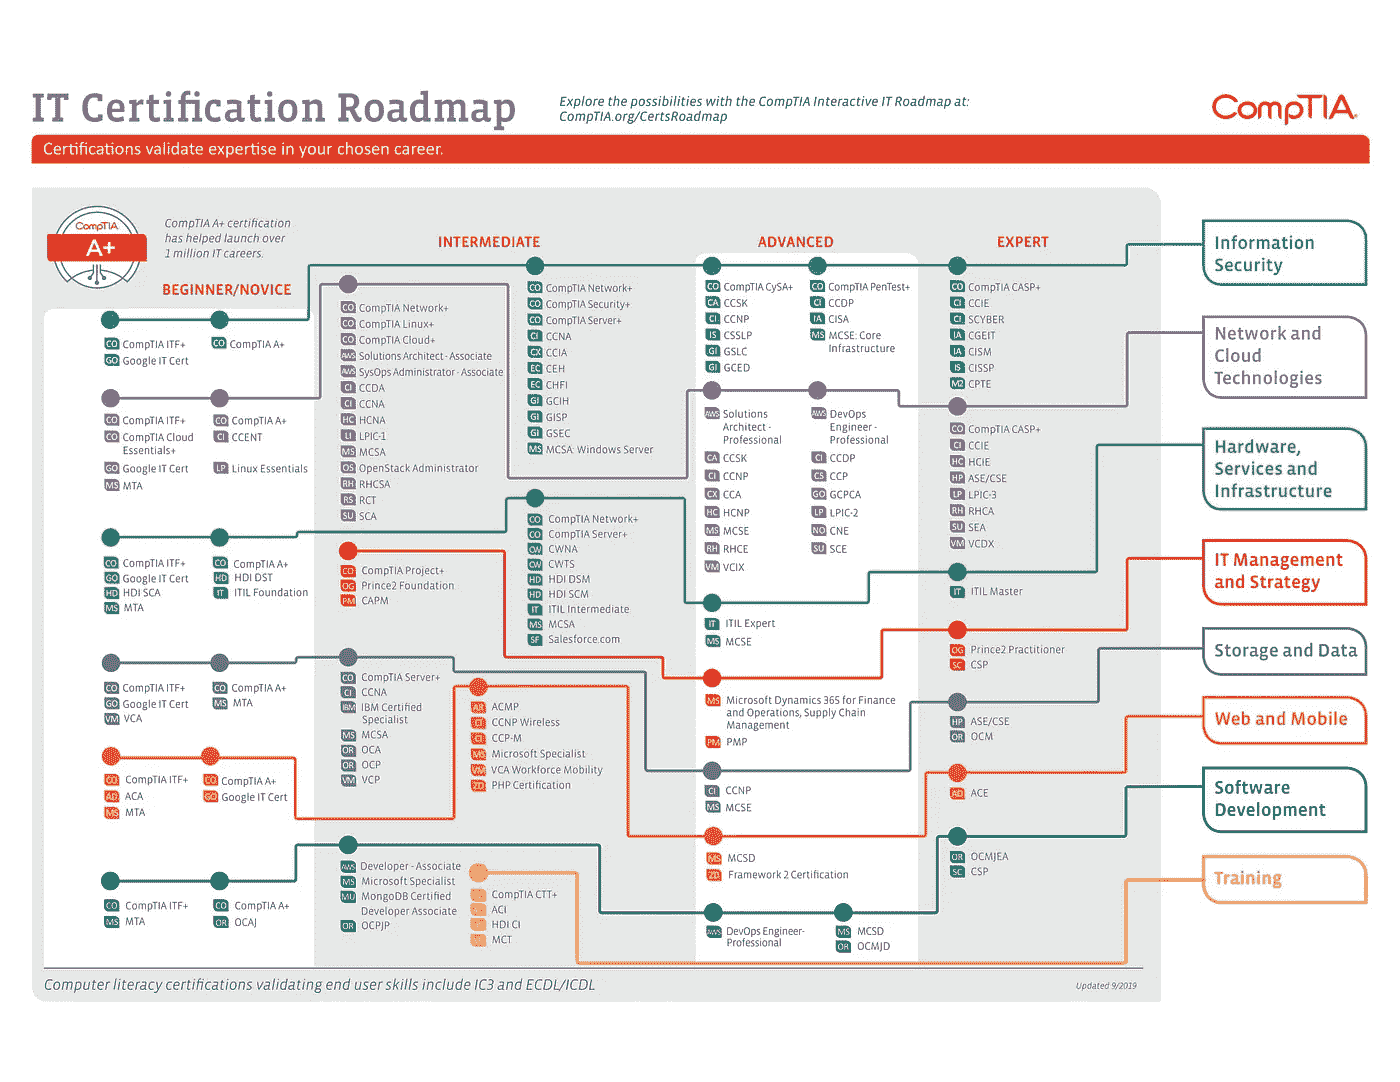 IT Certification Roadmap
Explore the possibilities with the CompTIA Interactive IT Roadmap at:
CompTIA.org/CertsRoadmap
CompTIA.
Certifications validate expertise in your chosen career.
CompTIA
A+
CompTIA A+ certification
has helped launch over
1 million IT careers.
BEGINNER/NOVICE
INTERMEDIATE
ADVANCED
EXPERT
CO CompTIA ITF+
GO Google IT Cert
CO CompTIA A+
CO CompTIA Network+
CO CompTIA Security+
CO CompTIA Server+
CI CCNA
CX CCIA
EC CEH
EC CHFI
GI GCIH
GI GISP
GI GSEC
MS MCSA: Windows Server
CO CompTIA CySA+
CA CCSK
CI CCNP
IS CSSLP
GI GSLC
GI GCED
CO CompTIA PenTest+
CI CCDP
IA CISA
MS MCSE: Core
Infrastructure
CO CompTIA CASP+
CI CCIE
CI SCYBER
IA CGEIT
IA CISM
IS CISSP
M2 CPTE
Information
Security
CO CompTIA ITF+
CO CompTIA Cloud
Essentials+
GO Google IT Cert
MS MTA
CO CompTIA A+
CI CCENT
LP Linux Essentials
CO CompTIA Network+
CO CompTIA Linux+
CO CompTIA Cloud+
AWS Solutions Architect - Associate
AWS SysOps Administrator - Associate
CI CCDA
CI CCNA
HC HCNA
LI LPIC-1
MS MCSA
OS OpenStack Administrator
RH RHCSA
RS RCT
SU SCA
AWS Solutions
Architect -
Professional
CA CCSK
CI CCNP
CX CCA
HC HCNP
MS MCSE
RH RHCE
VM VCIX
AWS DevOps
Engineer -
Professional
CI CCDP
CS CCP
GO GCPCA
LP LPIC-2
NO CNE
SU SCE
CO CompTIA CASP+
CI CCIE
HC HCIE
HP ASE/CSE
LP LPIC-3
RH RHCA
SU SEA
VM VCDX
Network and
Cloud
Technologies
CO CompTIA ITF+
GO Google IT Cert
HD HDI SCA
MS MTA
CO CompTIA A+
HD HDI DST
IT ITIL Foundation
CO CompTIA Network+
CO CompTIA Server+
CW CWNA
CW CWTS
HD HDI DSM
HD HDI SCM
IT ITIL Intermediate
MS MCSA
SF Salesforce.com
IT ITIL Expert
MS MCSE
IT ITIL Master
Hardware,
Services and
Infrastructure
CO CompTIA Project+
OG Prince2 Foundation
PM CAPM
MS Microsoft Dynamics 365 for Finance
and Operations, Supply Chain
Management
PM PMP
OG Prince2 Practitioner
SC CSP
IT Management
and Strategy
CO CompTIA ITF+
GO Google IT Cert
VM VCA
CO CompTIA A+
MS MTA
CO CompTIA Server+
CI CCNA
IBM IBM Certified
Specialist
MS MCSA
OR OCA
OR OCP
VM VCP
CI CCNP
MS MCSE
HP ASE/CSE
OR OCM
Storage and Data
CO CompTIA ITF+
AD ACA
MS MTA
CO CompTIA A+
GO Google IT Cert
AR ACMP
CI CCNP Wireless
CI CCP-M
MS Microsoft Specialist
VM VCA Workforce Mobility
ZD PHP Certification
MS MCSD
ZD Framework 2 Certification
AD ACE
Web and Mobile
CO CompTIA ITF+
MS MTA
CO CompTIA A+
OR OCAJ
AWS Developer - Associate
MS Microsoft Specialist
MU MongoDB Certified
Developer Associate
OR OCPJP
AWS DevOps Engineer-
Professional
MS MCSD
OR OCMJD
OR OCMJEA
SC CSP
Software
Development
CompTIA CTT+
ACI
HDI CI
MCT
Training
Computer literacy certifications validating end user skills include IC3 and ECDL/ICDL
Updated 9/2019